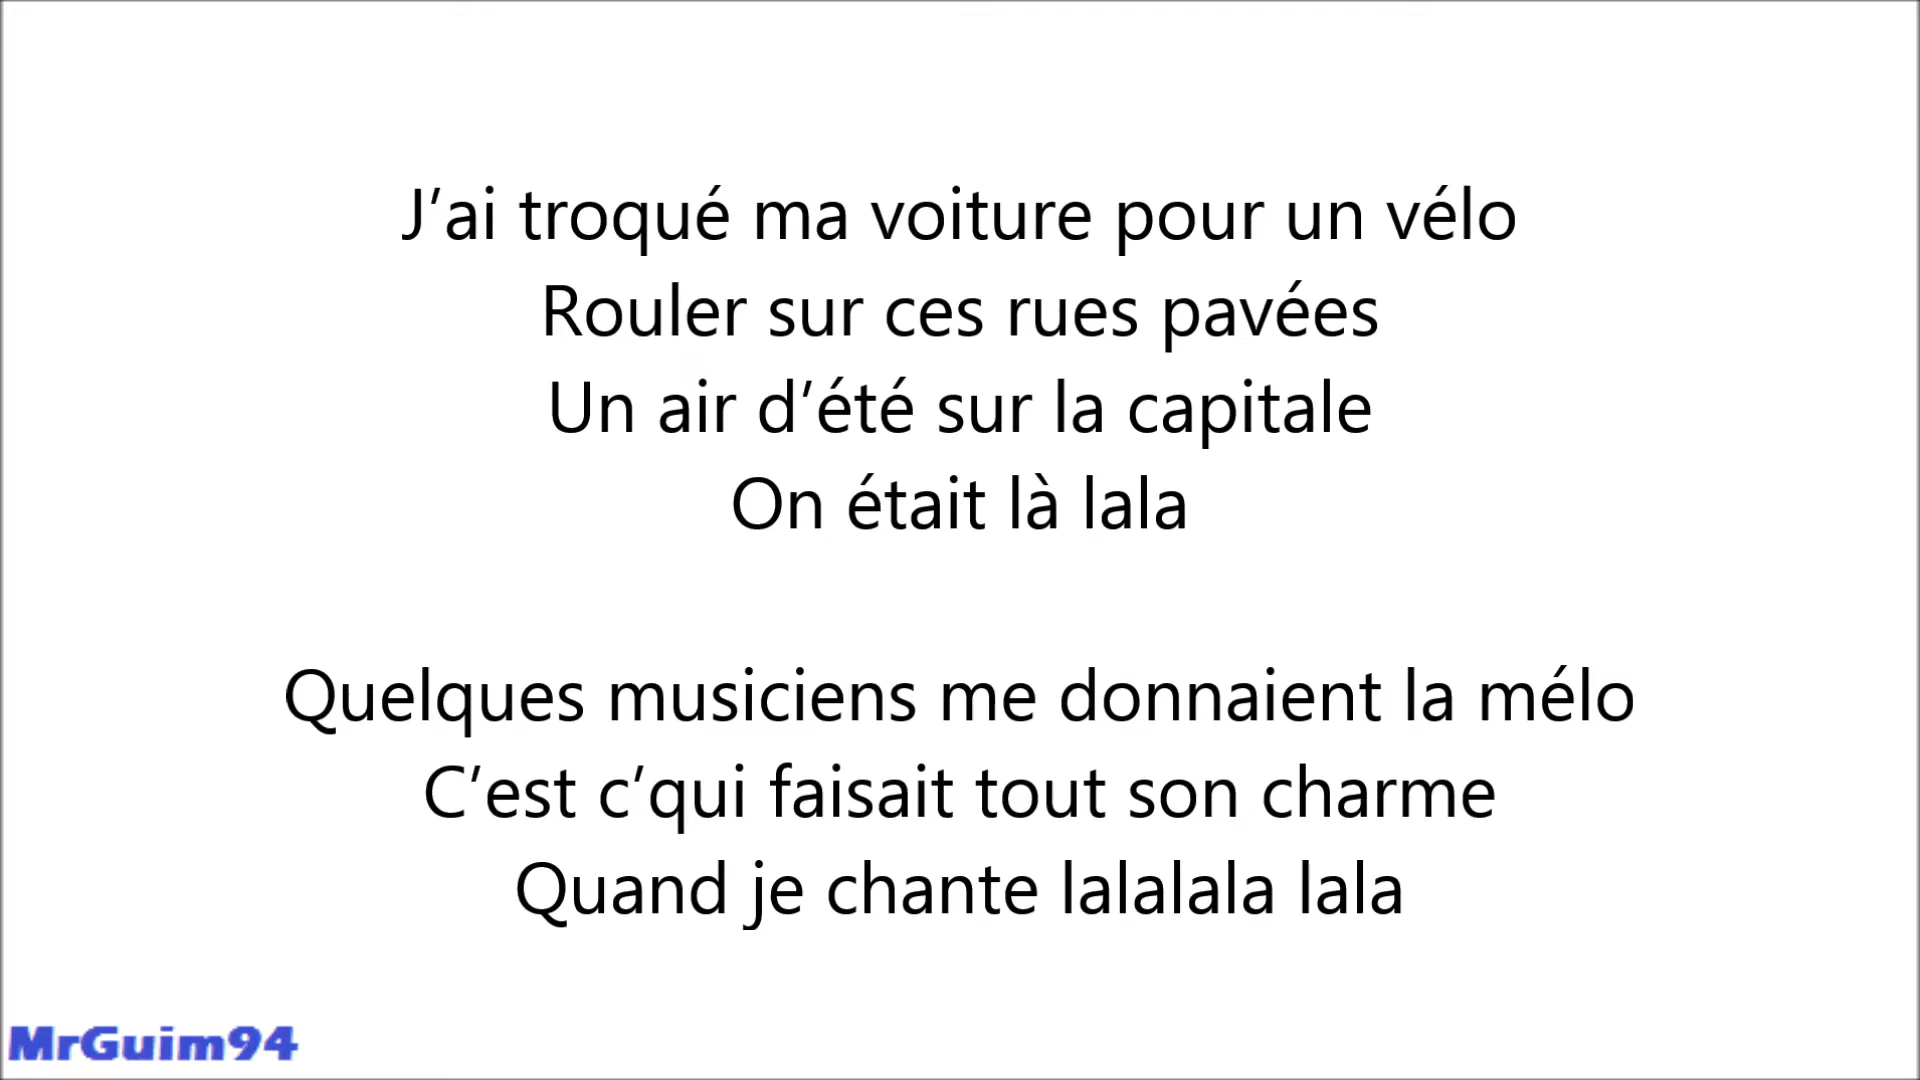 J’ai troqué ma voiture pour un vélo
Rouler sur ces rues pavées
Un air d’été sur la capitale
On était là lala
Quelques musiciens me donnaient la mélo
C’est c’qui faisait tout son charme
Quand je chante lalalala lala
MrGuim94